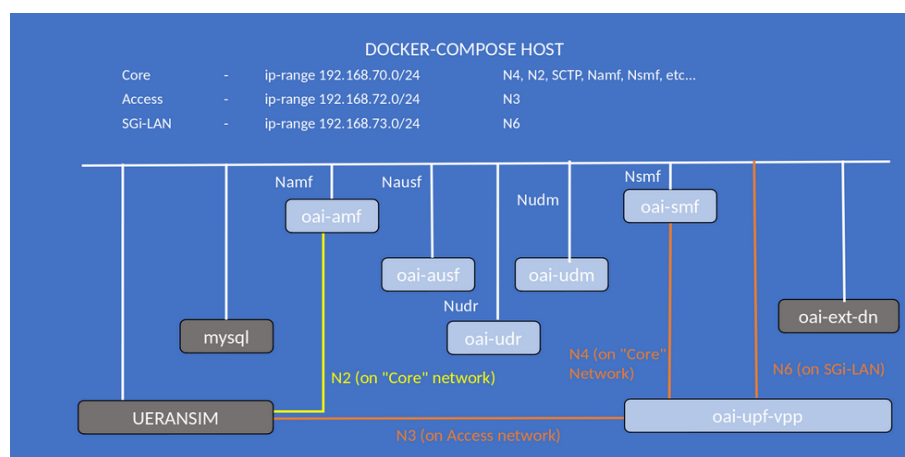 DOCKER-COMPOSE HOST
Core - ip-range 192.168.70.0/24 N4, N2, SCTP, Namf, Nsmf, etc...
Access - ip-range 192.168.72.0/24 N3
SGi-LAN - ip-range 192.168.73.0/24 N6
Namf
Nausf
Nsmf
Nudm
oai-amf
oai-smf
oai-ausf
oai-udm
Nudr
oai-ext-dn
mysql
oai-udr
N4 (on "Core"
Network)
N6 (on SGi-LAN)
N2 (on "Core" network)
UERANSIM
oai-upf-vpp
N3 (on Access network)